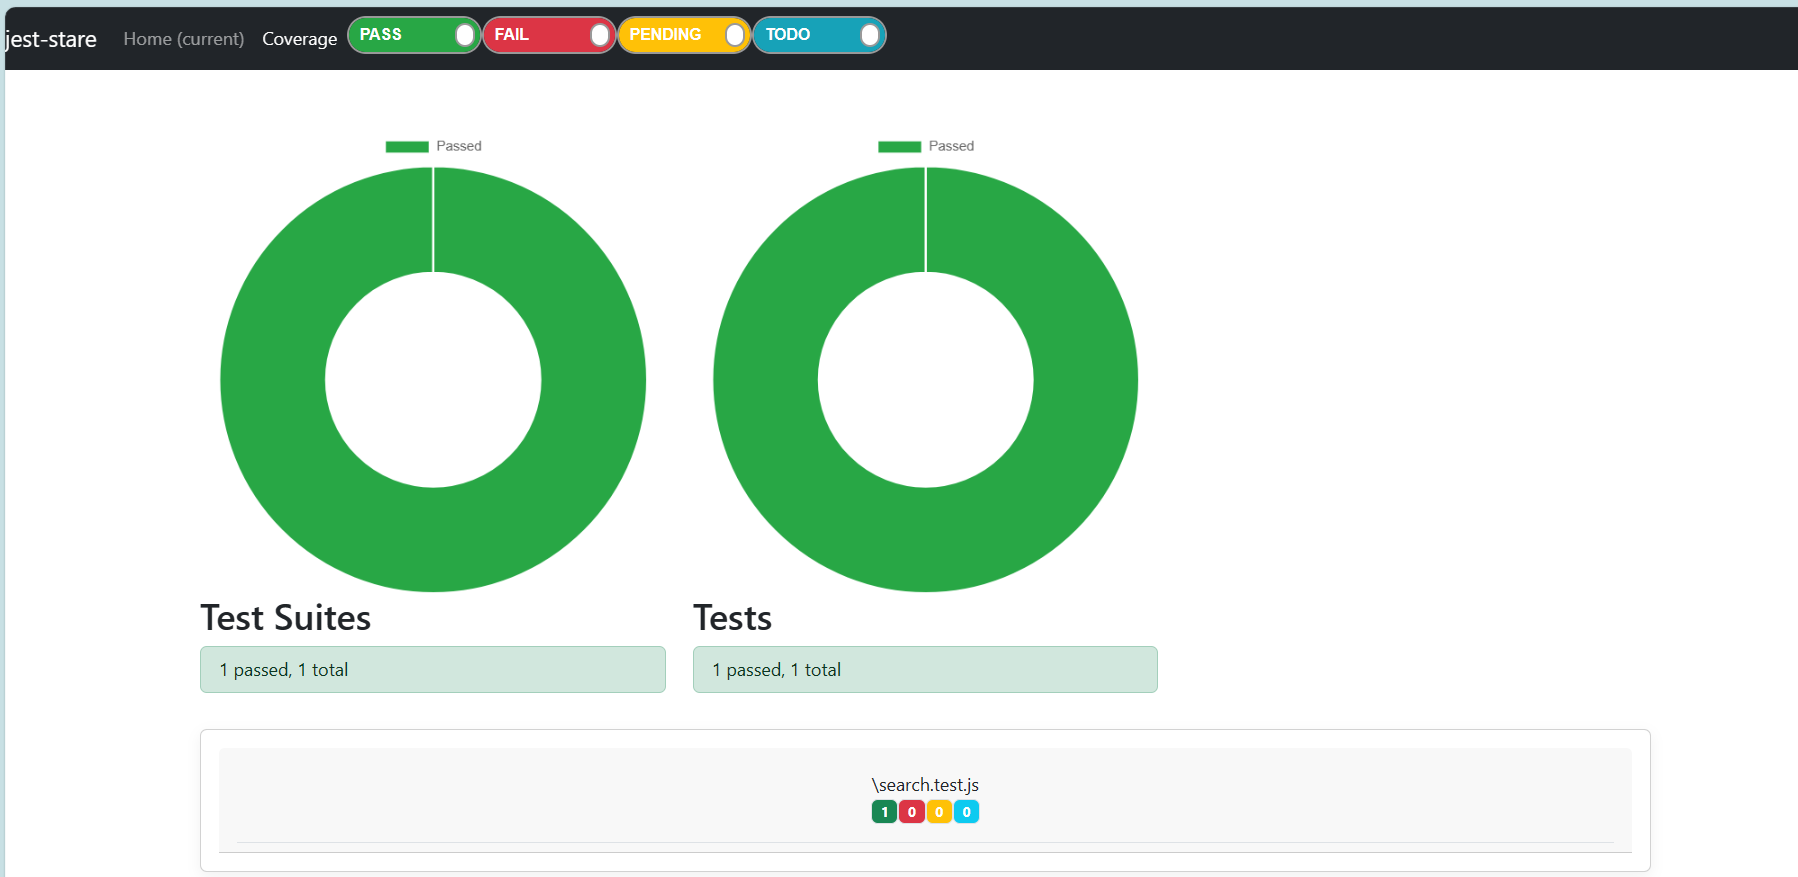 jest-stare Home (current) Coverage PASS FAIL PENDING TODO
Passed
Passed
Test Suites
1 passed, 1 total
Tests
1 passed, 1 total
\search.test.js
1 0 0 0